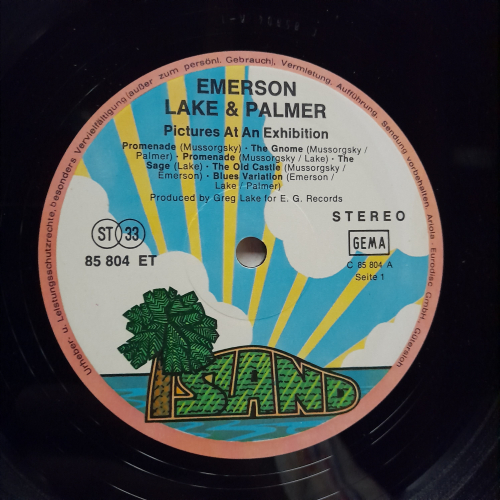 EMERSON
LAKE & PALMER
Pictures At An Exhibition
Promenade (Mussorgsky) · The Gnome (Mussorgsky /
Palmer) · Promenade (Mussorgsky / Lake) · The
Sage (Lake) · The Old Castle (Mussorgsky /
Emerson) · Blues Variation (Emerson /
Lake / Palmer)
Produced by Greg Lake for E. G. Records
STEREO
ST 33
GEMA
85 804 ET
C 85 804 A
Seite 1
ISLAND
Urheber- u. Leistungsschutzrechte, besonders Vervielfältigung (außer zum persönl. Gebrauch), Vermietung, Aufführung, Sendung vorbehalten. Ariola-Eurodisc GmbH, Gütersloh